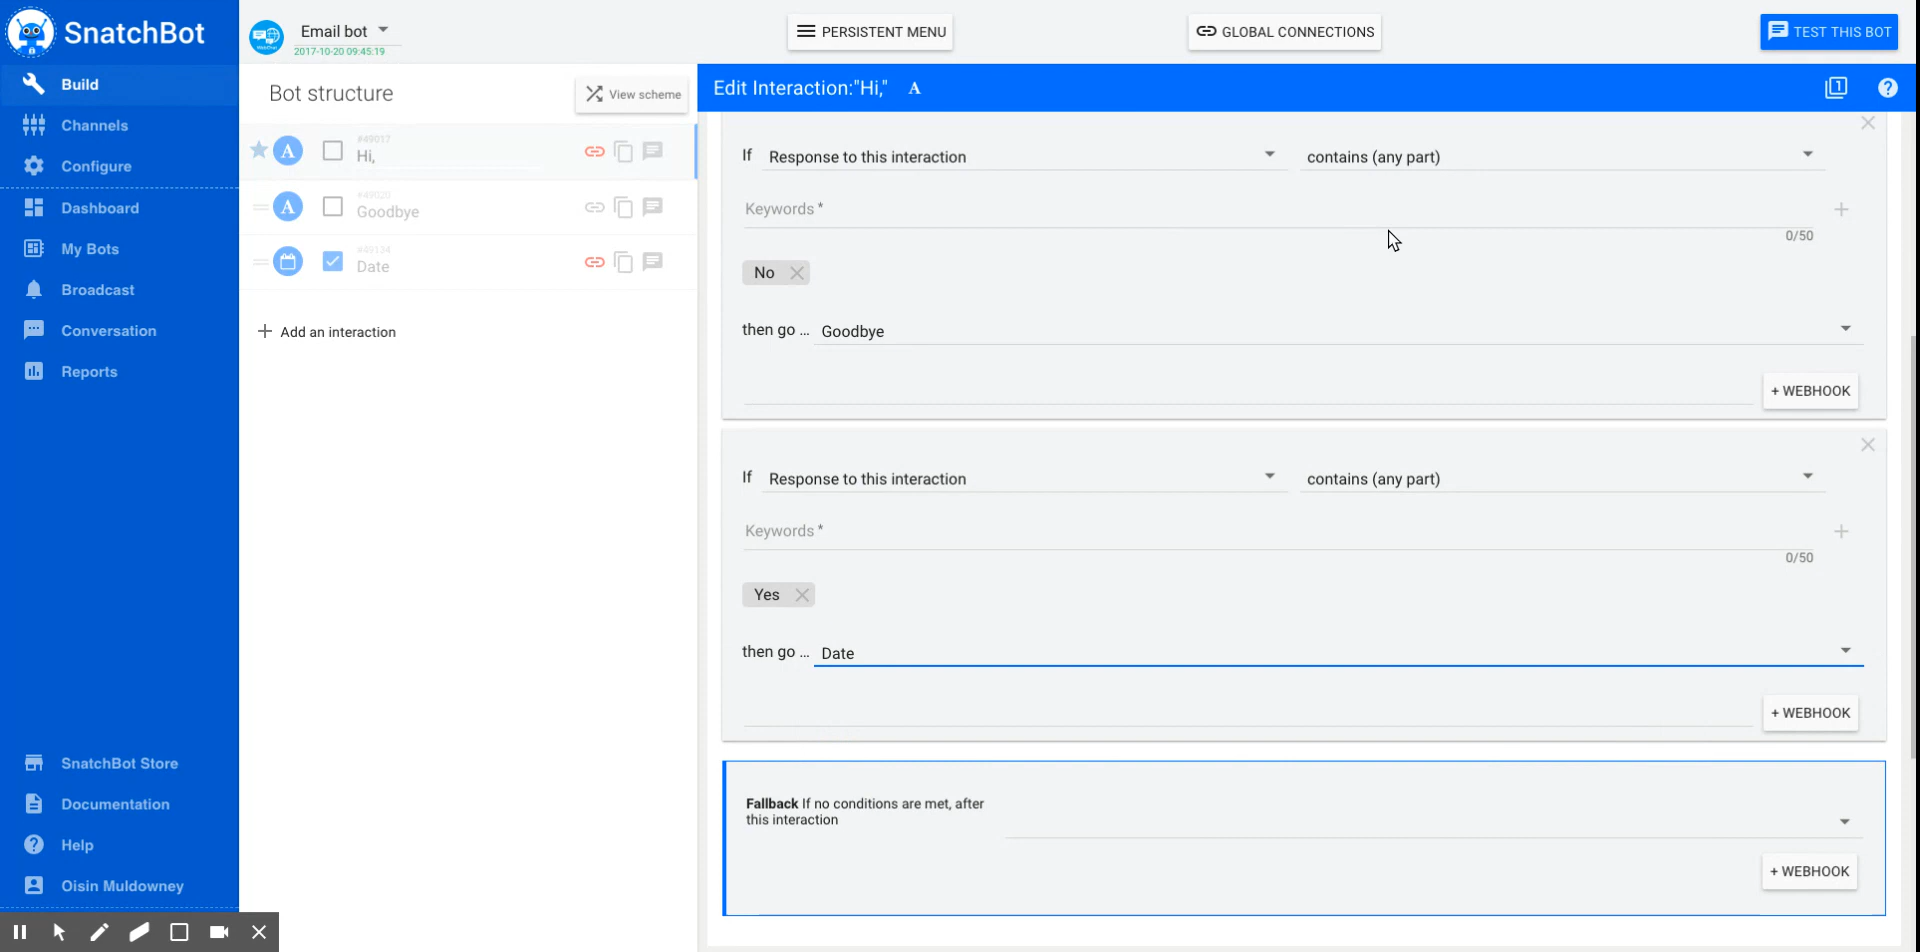 SnatchBot
Email bot
2017-10-20 09:45:19
PERSISTENT MENU
GLOBAL CONNECTIONS
TEST THIS BOT
Build
Channels
Configure
Dashboard
My Bots
Broadcast
Conversation
Reports
SnatchBot Store
Documentation
Help
Oisin Muldowney
Bot structure
View scheme
A
#49017
Hi,
A
#49020
Goodbye
#49134
Date
+ Add an interaction
Edit Interaction:"Hi," A
If Response to this interaction contains (any part)
Keywords *
0/50
No
then go ... Goodbye
+ WEBHOOK
If Response to this interaction contains (any part)
Keywords *
0/50
Yes
then go ... Date
+ WEBHOOK
Fallback If no conditions are met, after
this interaction
+ WEBHOOK